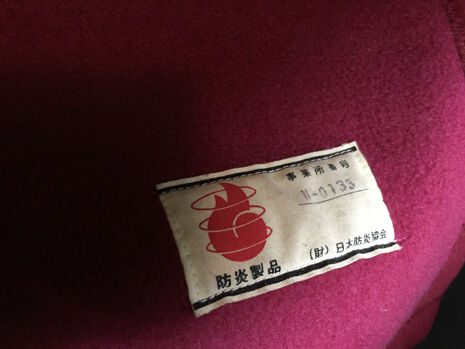 事業所番号
W-0133
防炎製品
(財)日本防炎協会